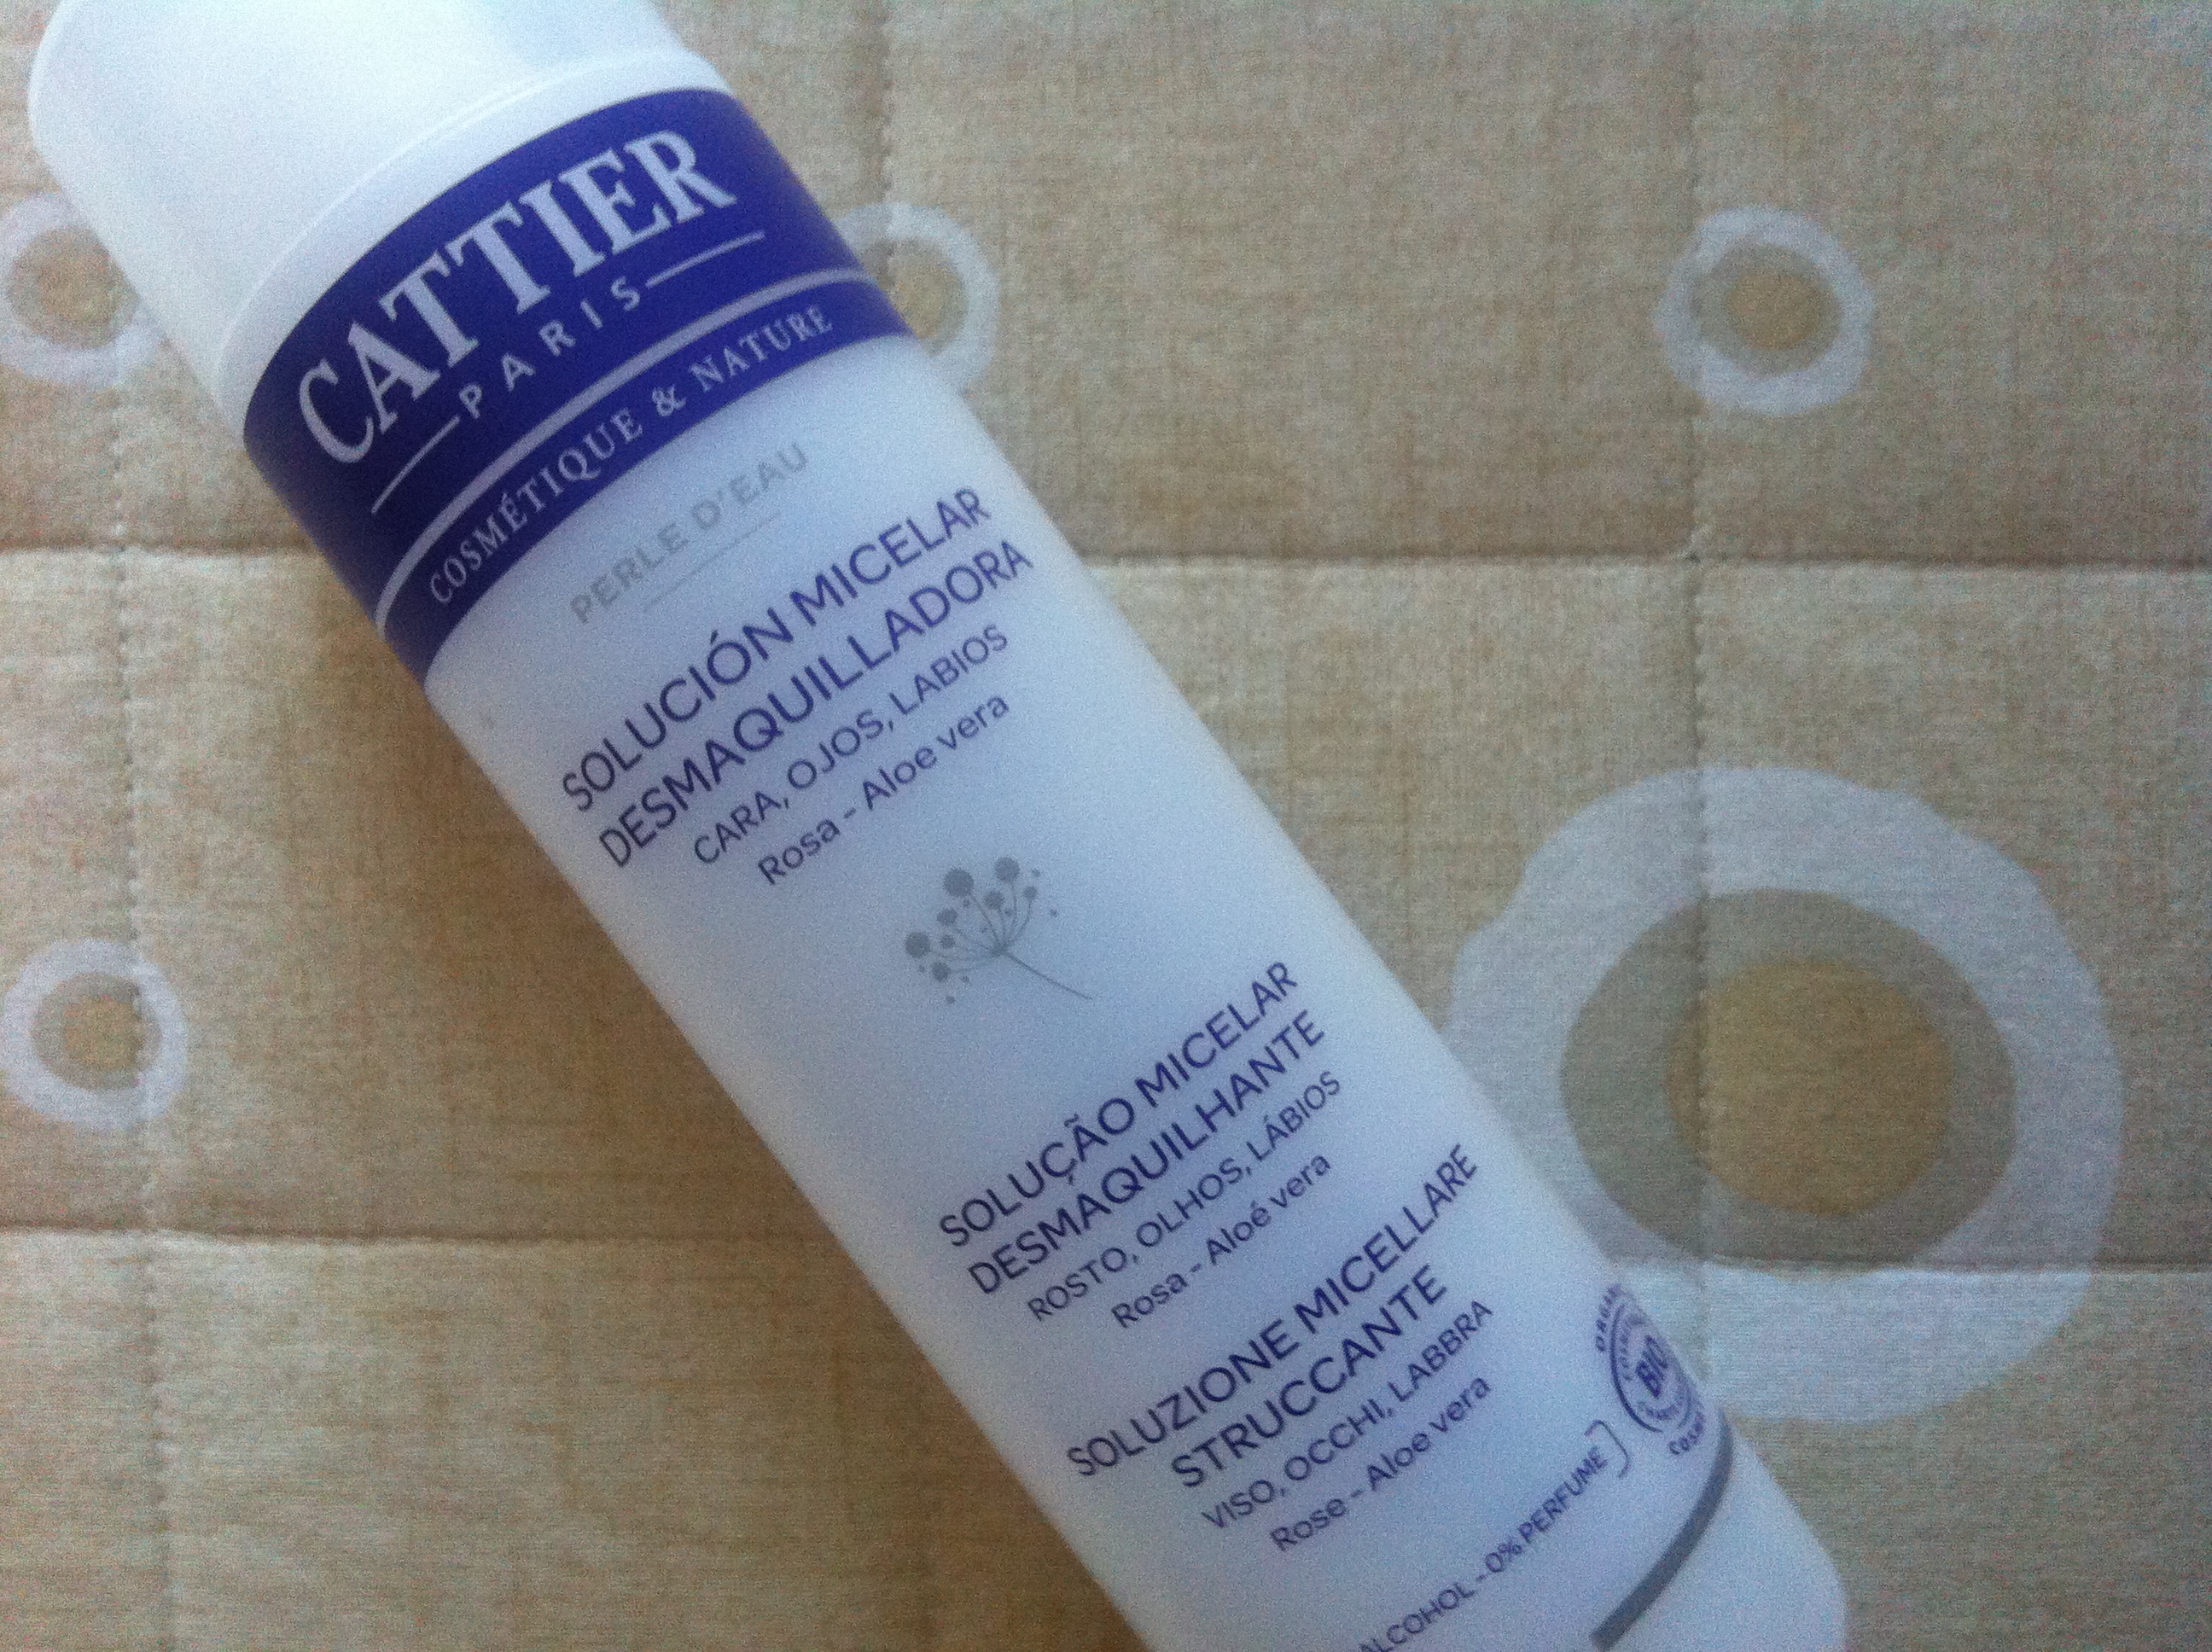 CATTIER
PARIS
COSMÉTIQUE & NATURE
PERLE D'EAU
SOLUCIÓN MICELAR
DESMAQUILLADORA
CARA, OJOS, LABIOS
Rosa - Aloe vera
SOLUÇÃO MICELAR
DESMAQUILHANTE
ROSTO, OLHOS, LÁBIOS
Rosa - Aloé vera
SOLUZIONE MICELLARE
STRUCCANTE
VISO, OCCHI, LABBRA
Rose - Aloe vera
ALCOHOL - 0% PERFUME
BIO